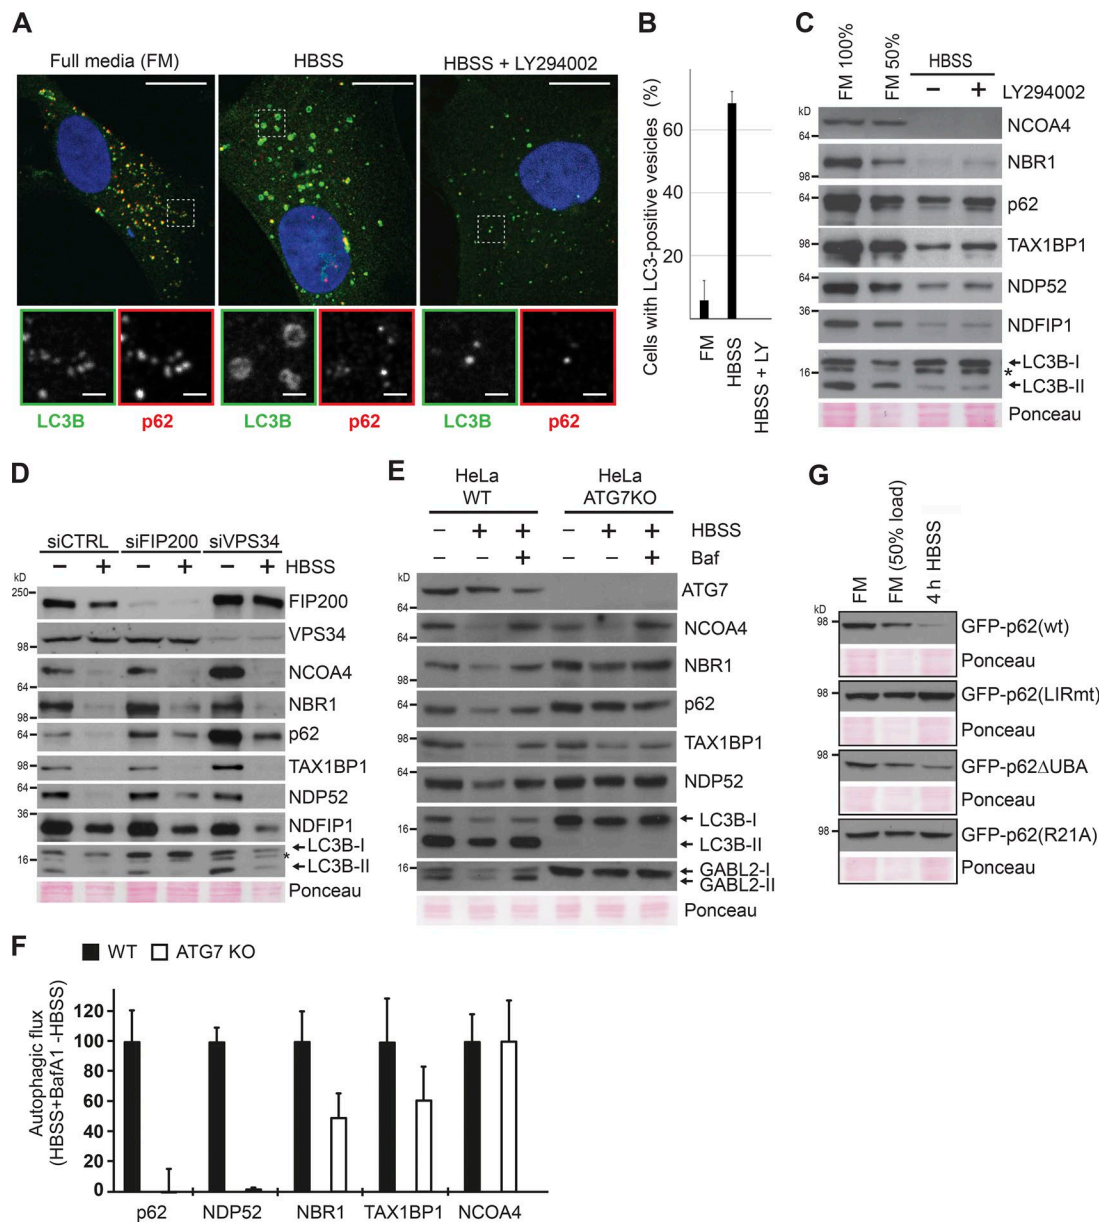 A
Full media (FM)
HBSS
HBSS + LY294002
LC3B
p62
LC3B
p62
LC3B
p62
B
Cells with LC3-positive vesicles (%)
60
40
20
FM
HBSS
HBSS + LY
C
FM 100%
FM 50%
HBSS
− +
LY294002
kD
64
NCOA4
98
NBR1
64
p62
98
TAX1BP1
64
NDP52
36
NDFIP1
LC3B-I
16
*
LC3B-II
Ponceau
D
siCTRL siFIP200 siVPS34
− + − + − + HBSS
kD
250
FIP200
VPS34
98
NCOA4
64
NBR1
98
64
p62
98
TAX1BP1
64
NDP52
36
NDFIP1
LC3B-I
16
*
LC3B-II
Ponceau
E
HeLa
WT
HeLa
ATG7KO
− + + − + + HBSS
− − + − − + Baf
kD
ATG7
64
NCOA4
64
NBR1
98
p62
64
TAX1BP1
98
64
NDP52
LC3B-I
16
LC3B-II
16
GABL2-I
GABL2-II
Ponceau
G
FM
FM (50% load)
4 h HBSS
kD
98
GFP-p62(wt)
Ponceau
98
GFP-p62(LIRmt)
Ponceau
98
GFP-p62ΔUBA
Ponceau
98
GFP-p62(R21A)
Ponceau
F
WT ATG7 KO
Autophagic flux
(HBSS+BafA1 -HBSS)
120
100
80
60
40
20
0
p62 NDP52 NBR1 TAX1BP1 NCOA4